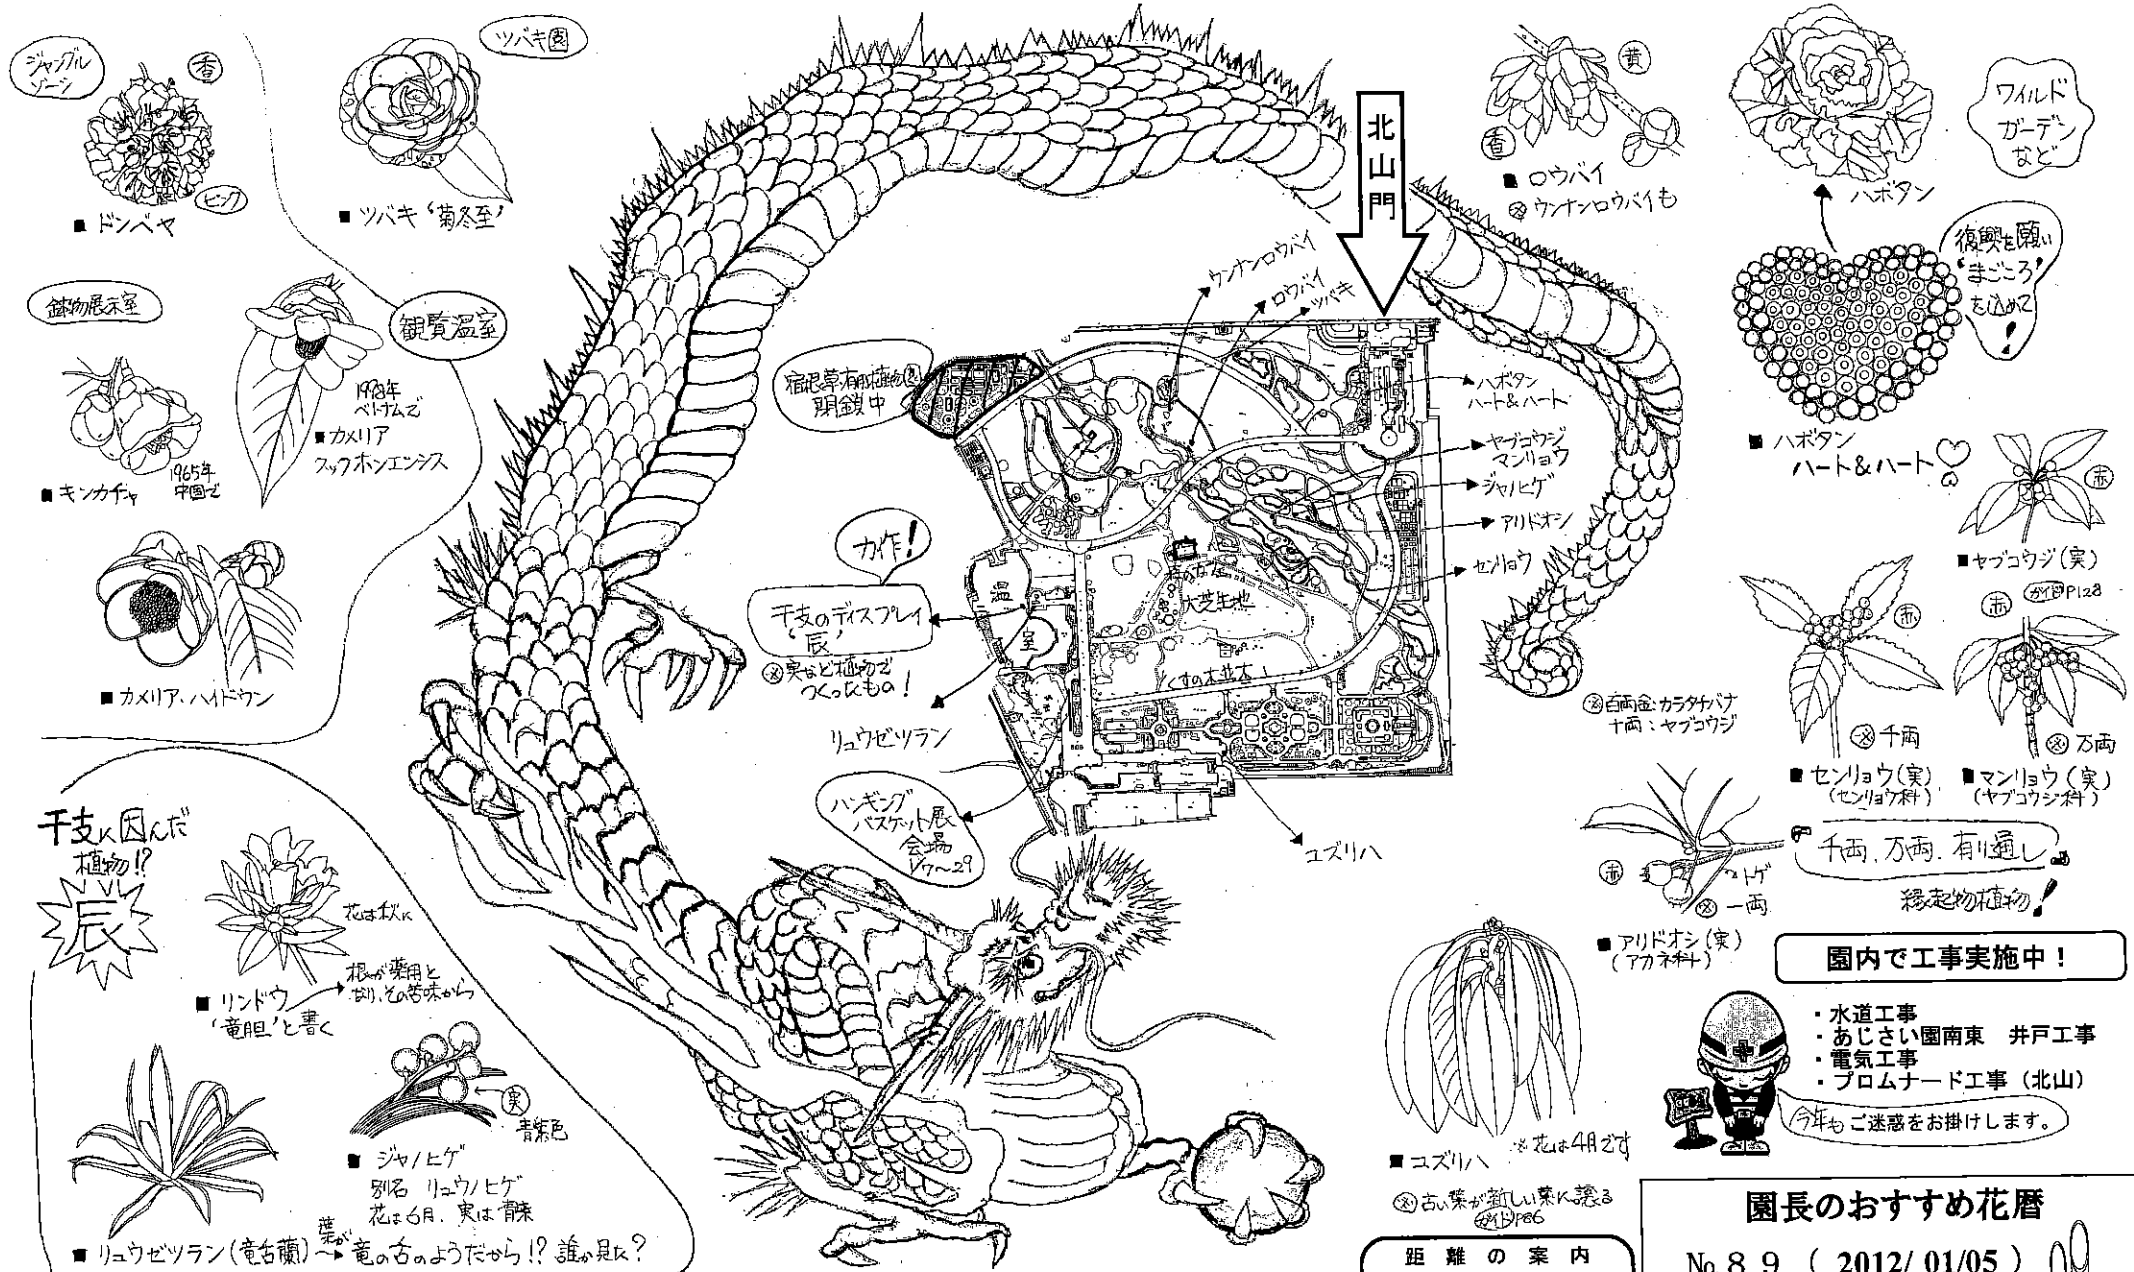 ジャングル
ゾーン
香
ピンク
■ ドンベヤ
ツバキ園
■ ツバキ ‘菊冬至’
鉢物展示室
観覧温室
1998年
ベトナムで
■ カメリア
フックホンエンシス
1965年
中国で
■ キンカチャ
■ カメリア・ハイドゥン
干支に因んだ
植物!?
辰
花は秋に
■ リンドウ
‘竜胆’と書く
根が薬用と
なり、その苦味から
実
青紫色
■ ジャノヒゲ
別名 リュウノヒゲ
花は6月、実は青紫
■ リュウゼツラン(竜舌蘭)
葉が
竜の舌のようだから!? 誰か見た?
北山門
ウンナンロウバイ
ロウバイ
ツバキ
宿根草・有用植物園
閉鎖中
ハボタン
ハート&ハート
ヤブコウジ
マンリョウ
ジャノヒゲ
アリドオシ
センリョウ
力作!
干支のディスプレイ
‘辰’
※実など植物で
つくったもの!
温
室
大芝生地
くすの木並木
リュウゼツラン
ハンギング
バスケット展
会場
1/7〜29
ユズリハ
黄
香
■ ロウバイ
※ウンナンロウバイも
ハボタン
ワイルド
ガーデン
など
復興を願い
‘まごころ’
を込めて
!
■ ハボタン
ハート&ハート
赤
■ヤブコウジ(実)
赤
赤
ガイドP128
※百両金:カラタチバナ
十両:ヤブコウジ
※千両
※万両
■ センリョウ(実)
(センリョウ科)
■ マンリョウ(実)
(ヤブコウジ科)
赤
トゲ
※一両
■ アリドオシ(実)
(アカネ科)
千両、万両、有り通し
縁起物植物!
園内で工事実施中!
・水道工事
・あじさい園南東 井戸工事
・電気工事
・プロムナード工事(北山)
今年もご迷惑をお掛けします。
■ ユズリハ
※花は4月です
※古い葉が新しい葉に譲る
ガイドP86
距離の案内
園長のおすすめ花暦
No 89 ( 2012/ 01/05 )